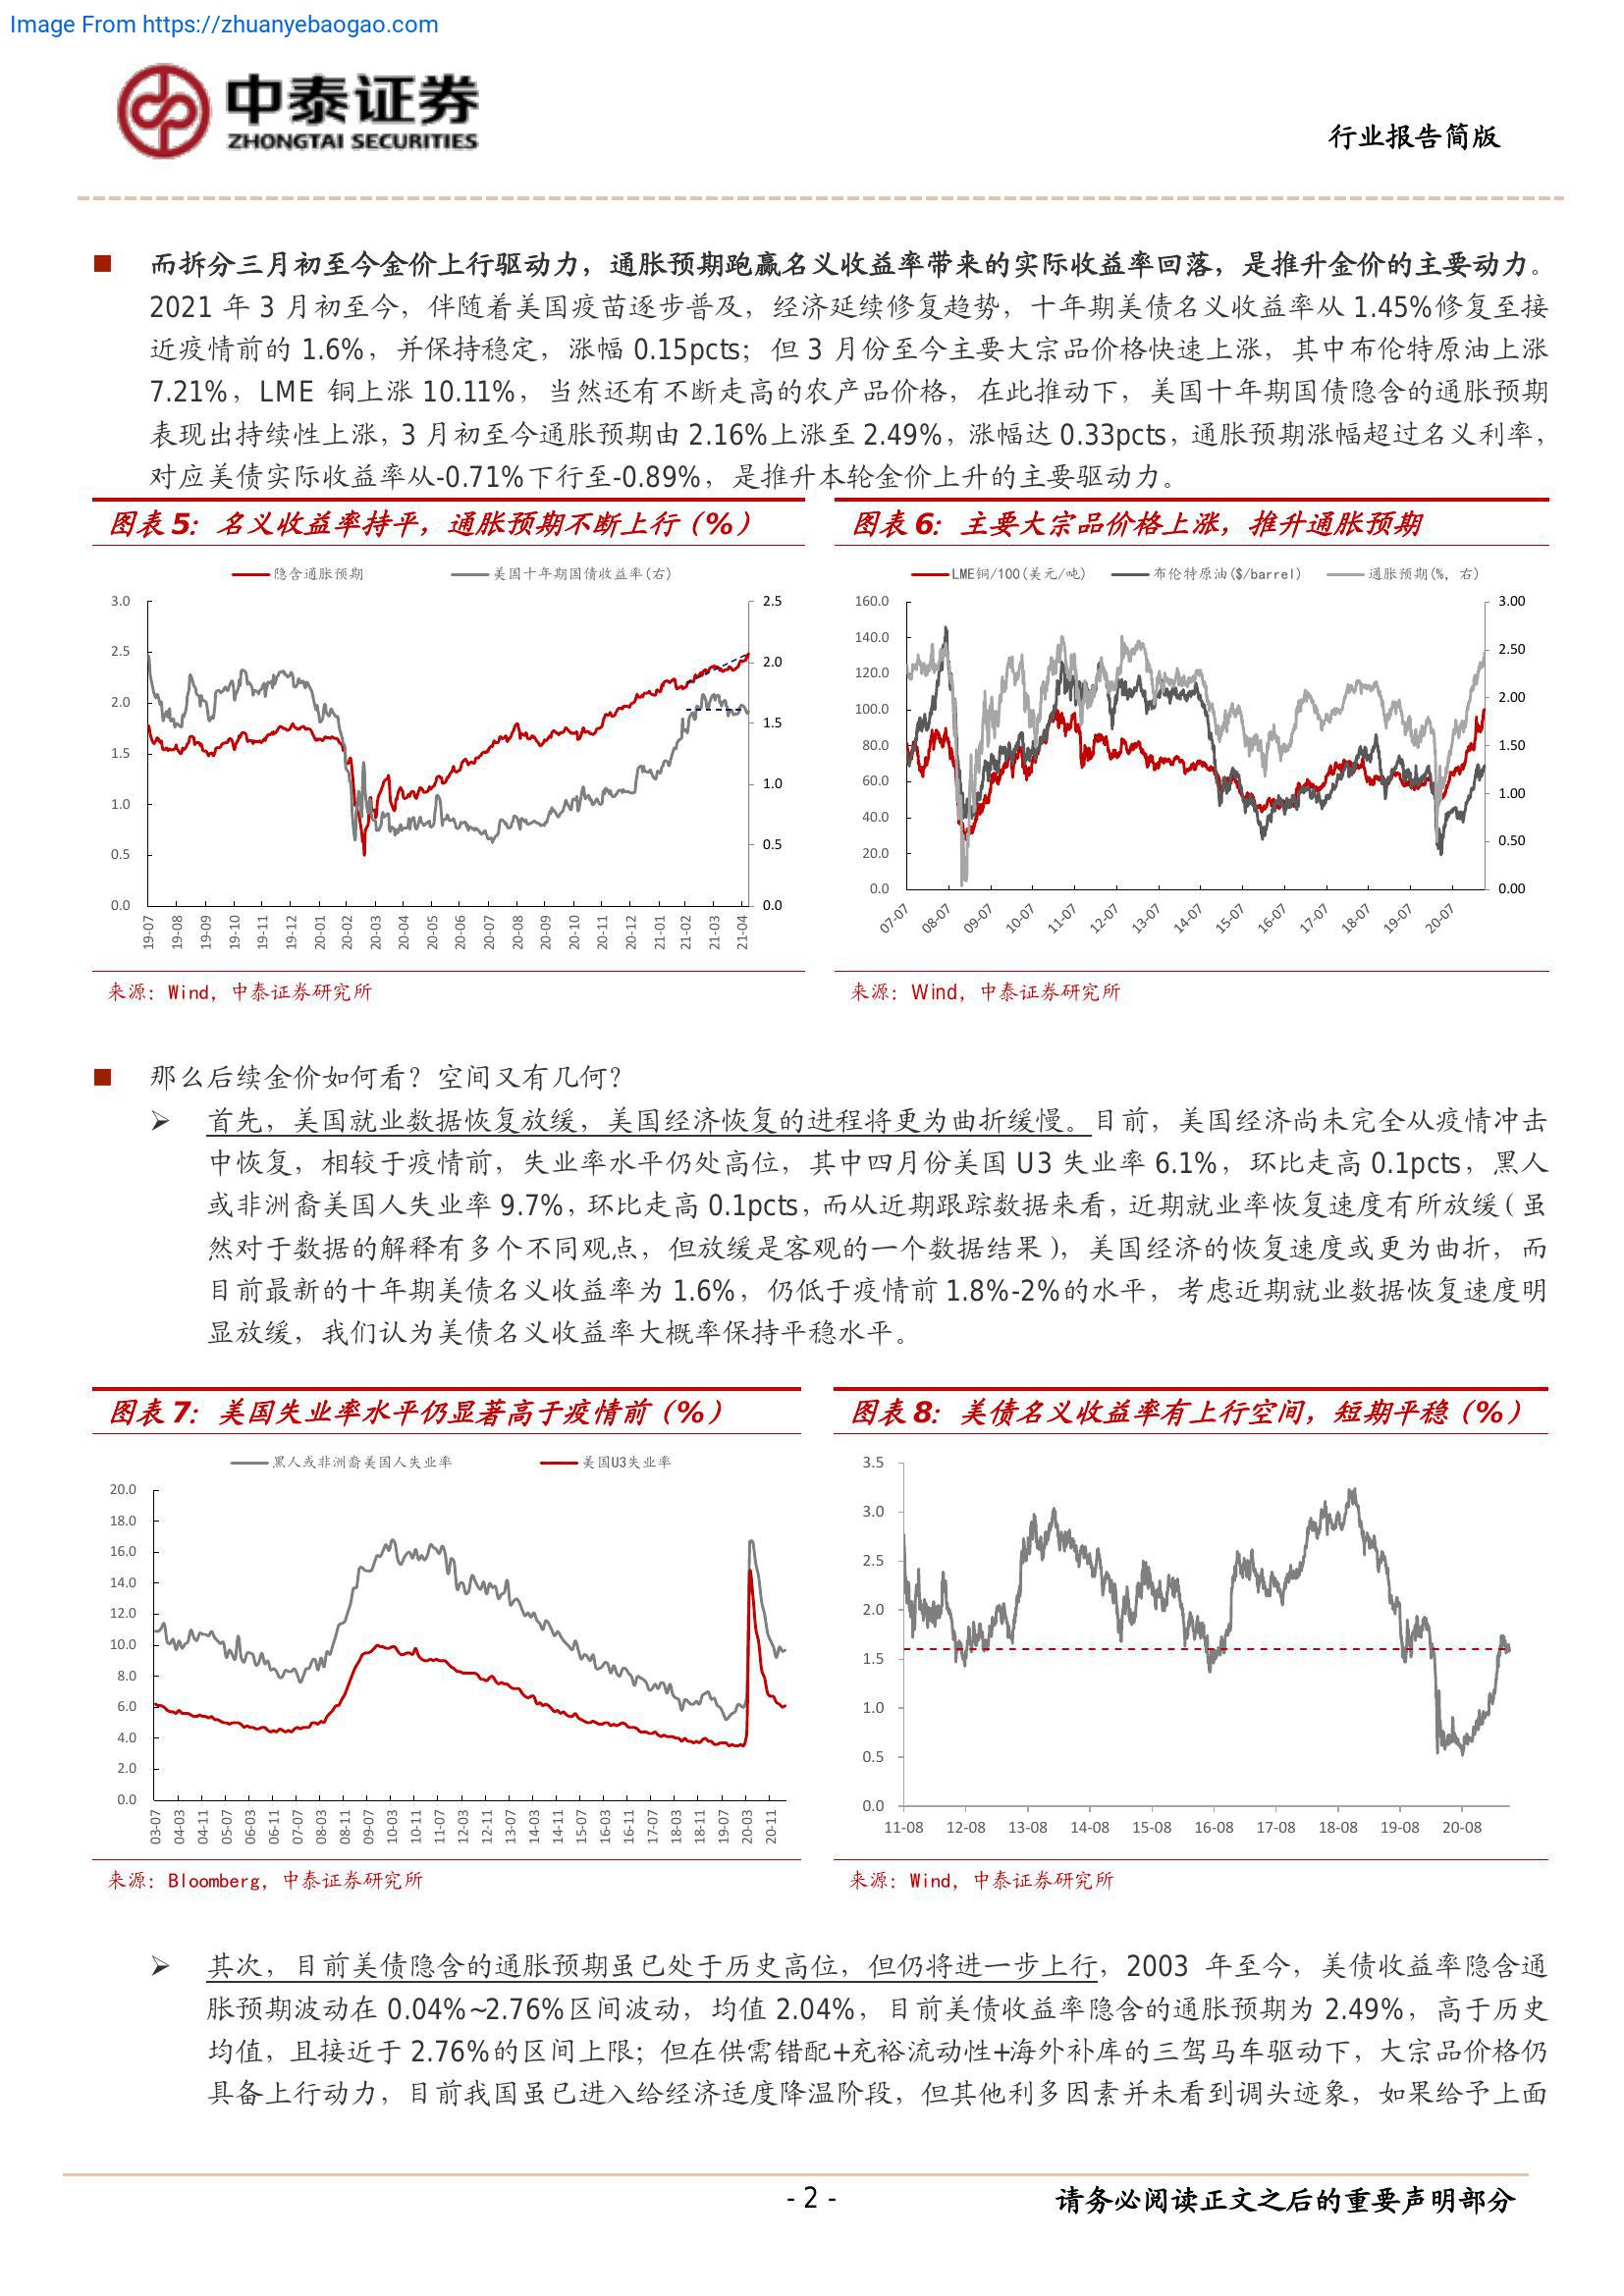 Image From https://zhuanyebaogao.com
中泰证券
ZHONGTAI SECURITIES
行业报告简版
■ 而拆分三月初至今金价上行驱动力，通胀预期跑赢名义收益率带来的实际收益率回落，是推升金价的主要动力。
2021 年 3 月初至今，伴随着美国疫苗逐步普及，经济延续修复趋势，十年期美债名义收益率从 1.45%修复至接
近疫情前的 1.6%，并保持稳定，涨幅 0.15pcts；但 3 月份至今主要大宗品价格快速上涨，其中布伦特原油上涨
7.21%，LME 铜上涨 10.11%，当然还有不断走高的农产品价格，在此推动下，美国十年期国债隐含的通胀预期
表现出持续性上涨，3 月初至今通胀预期由 2.16%上涨至 2.49%，涨幅达 0.33pcts，通胀预期涨幅超过名义利率，
对应美债实际收益率从-0.71%下行至-0.89%，是推升本轮金价上升的主要驱动力。
图表 5：名义收益率持平，通胀预期不断上行（%）
隐含通胀预期 美国十年期国债收益率(右)
3.0
2.5
2.0
1.5
1.0
0.5
0.0
2.5
2.0
1.5
1.0
0.5
0.0
19-07 19-08 19-09 19-10 19-11 19-12 20-01 20-02 20-03 20-04 20-05 20-06 20-07 20-08 20-09 20-10 20-11 20-12 21-01 21-02 21-03 21-04
来源：Wind，中泰证券研究所
图表 6：主要大宗品价格上涨，推升通胀预期
LME铜/100(美元/吨) 布伦特原油($/barrel) 通胀预期(%，右)
160.0
140.0
120.0
100.0
80.0
60.0
40.0
20.0
0.0
3.00
2.50
2.00
1.50
1.00
0.50
0.00
07-07 08-07 09-07 10-07 11-07 12-07 13-07 14-07 15-07 16-07 17-07 18-07 19-07 20-07
来源：Wind，中泰证券研究所
■ 那么后续金价如何看？空间又有几何？
➢ 首先，美国就业数据恢复放缓，美国经济恢复的进程将更为曲折缓慢。目前，美国经济尚未完全从疫情冲击
中恢复，相较于疫情前，失业率水平仍处高位，其中四月份美国 U3 失业率 6.1%，环比走高 0.1pcts，黑人
或非洲裔美国人失业率 9.7%，环比走高 0.1pcts，而从近期跟踪数据来看，近期就业率恢复速度有所放缓（虽
然对于数据的解释有多个不同观点，但放缓是客观的一个数据结果），美国经济的恢复速度或更为曲折，而
目前最新的十年期美债名义收益率为 1.6%，仍低于疫情前 1.8%-2%的水平，考虑近期就业数据恢复速度明
显放缓，我们认为美债名义收益率大概率保持平稳水平。
图表 7：美国失业率水平仍显著高于疫情前（%）
黑人或非洲裔美国人失业率 美国U3失业率
20.0
18.0
16.0
14.0
12.0
10.0
8.0
6.0
4.0
2.0
0.0
03-07 04-03 04-11 05-07 06-03 06-11 07-07 08-03 08-11 09-07 10-03 10-11 11-07 12-03 12-11 13-07 14-03 14-11 15-07 16-03 16-11 17-07 18-03 18-11 19-07 20-03 20-11
来源：Bloomberg，中泰证券研究所
图表 8：美债名义收益率有上行空间，短期平稳（%）
3.5
3.0
2.5
2.0
1.5
1.0
0.5
0.0
11-08 12-08 13-08 14-08 15-08 16-08 17-08 18-08 19-08 20-08
来源：Wind，中泰证券研究所
➢ 其次，目前美债隐含的通胀预期虽已处于历史高位，但仍将进一步上行，2003 年至今，美债收益率隐含通
胀预期波动在 0.04%~2.76%区间波动，均值 2.04%，目前美债收益率隐含的通胀预期为 2.49%，高于历史
均值，且接近于 2.76%的区间上限；但在供需错配+充裕流动性+海外补库的三驾马车驱动下，大宗品价格仍
具备上行动力，目前我国虽已进入给经济适度降温阶段，但其他利多因素并未看到调头迹象，如果给予上面
- 2 -
请务必阅读正文之后的重要声明部分